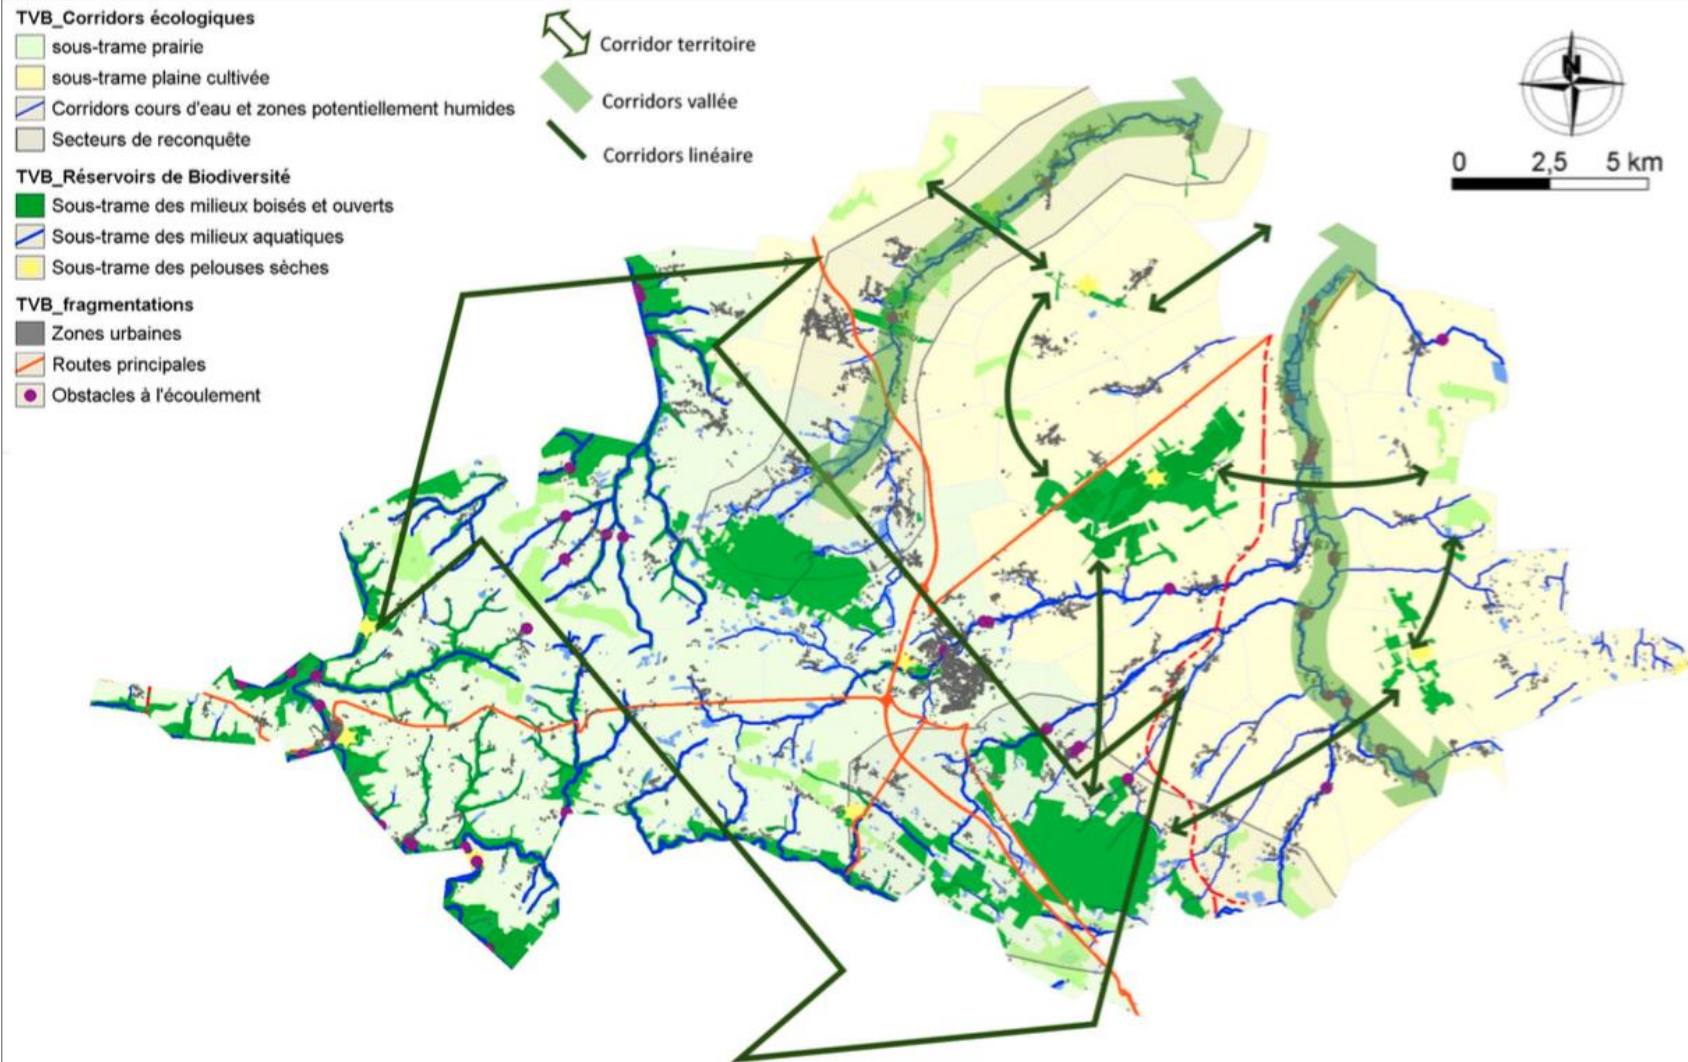 TVB_Corridors écologiques
sous-trame prairie
sous-trame plaine cultivée
Corridors cours d'eau et zones potentiellement humides
Secteurs de reconquête
TVB_Réservoirs de Biodiversité
Sous-trame des milieux boisés et ouverts
Sous-trame des milieux aquatiques
Sous-trame des pelouses sèches
TVB_fragmentations
Zones urbaines
Routes principales
Obstacles à l'écoulement
Corridor territoire
Corridors vallée
Corridors linéaire
N
0 2,5 5 km